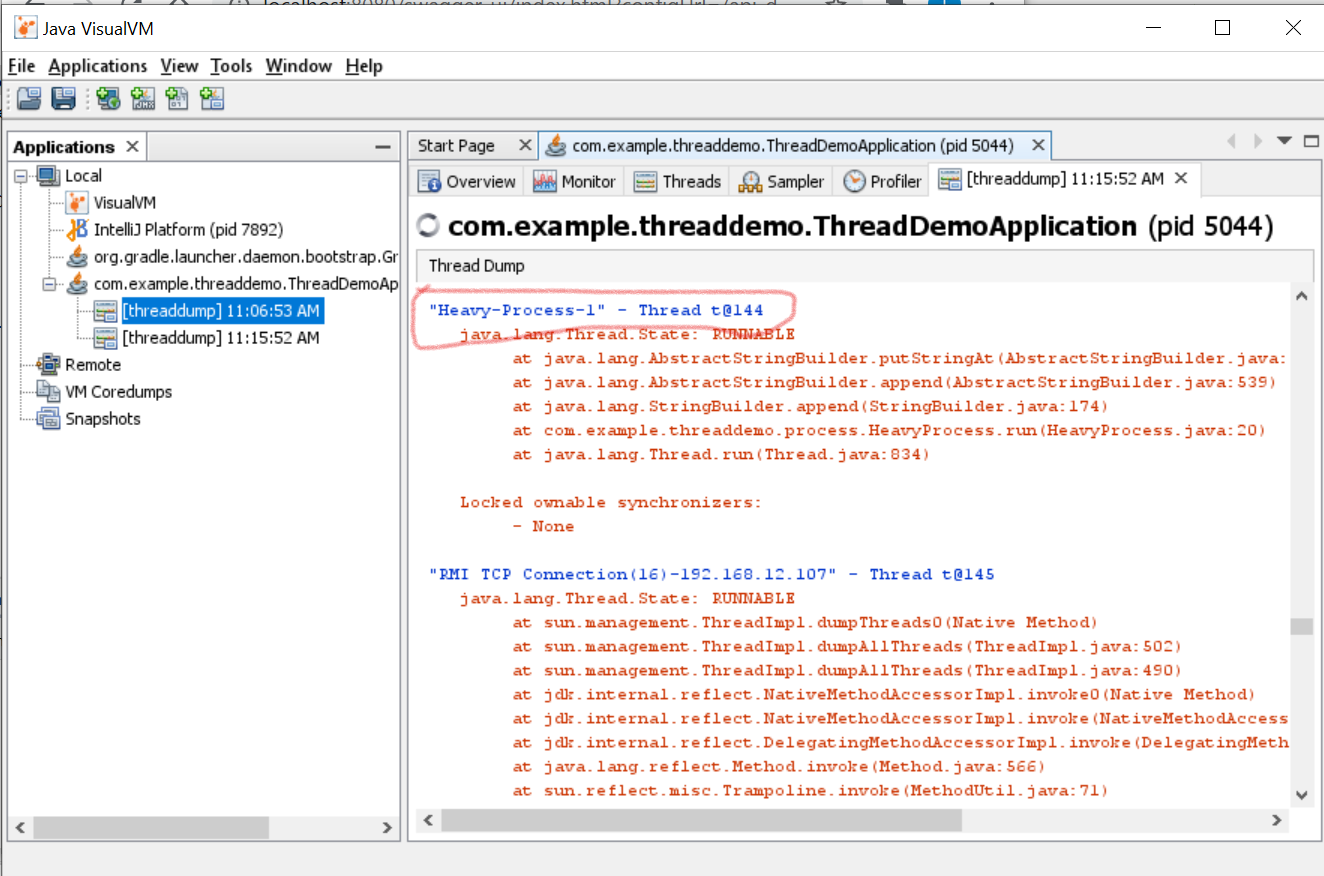 Java VisualVM
File Applications View Tools Window Help
Applications
Local
VisualVM
IntelliJ Platform (pid 7892)
org.gradle.launcher.daemon.bootstrap.Gr
com.example.threaddemo.ThreadDemoAp
[threaddump] 11:06:53 AM
[threaddump] 11:15:52 AM
Remote
VM Coredumps
Snapshots
Start Page com.example.threaddemo.ThreadDemoApplication (pid 5044)
Overview Monitor Threads Sampler Profiler [threaddump] 11:15:52 AM
com.example.threaddemo.ThreadDemoApplication (pid 5044)
Thread Dump
"Heavy-Process-1" - Thread t@144
java.lang.Thread.State: RUNNABLE
at java.lang.AbstractStringBuilder.putStringAt(AbstractStringBuilder.java:
at java.lang.AbstractStringBuilder.append(AbstractStringBuilder.java:539)
at java.lang.StringBuilder.append(StringBuilder.java:174)
at com.example.threaddemo.process.HeavyProcess.run(HeavyProcess.java:20)
at java.lang.Thread.run(Thread.java:834)
Locked ownable synchronizers:
- None
"RMI TCP Connection(16)-192.168.12.107" - Thread t@145
java.lang.Thread.State: RUNNABLE
at sun.management.ThreadImpl.dumpThreads0(Native Method)
at sun.management.ThreadImpl.dumpAllThreads(ThreadImpl.java:502)
at sun.management.ThreadImpl.dumpAllThreads(ThreadImpl.java:490)
at jdk.internal.reflect.NativeMethodAccessorImpl.invoke0(Native Method)
at jdk.internal.reflect.NativeMethodAccessorImpl.invoke(NativeMethodAccess
at jdk.internal.reflect.DelegatingMethodAccessorImpl.invoke(DelegatingMeth
at java.lang.reflect.Method.invoke(Method.java:566)
at sun.reflect.misc.Trampoline.invoke(MethodUtil.java:71)